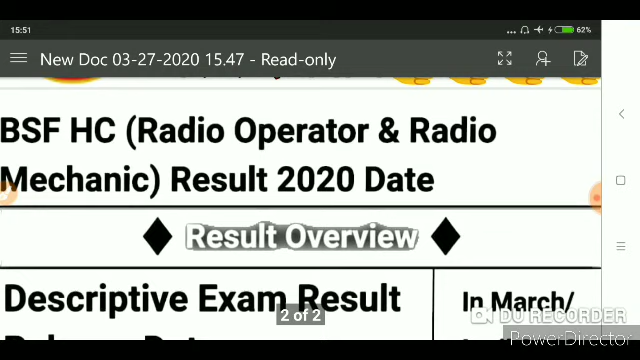 15:51
... 62%
New Doc 03-27-2020 15.47 - Read-only
BSF HC (Radio Operator & Radio
Mechanic) Result 2020 Date
Result Overview
Descriptive Exam Result
In March/
2 of 2
DU RECORDER
PowerDirector